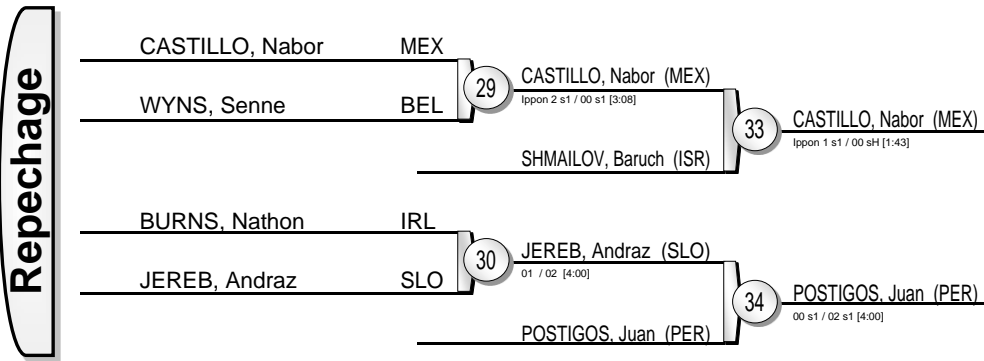 Repechage
CASTILLO, Nabor MEX
WYNS, Senne BEL
29
CASTILLO, Nabor (MEX)
Ippon 2 s1 / 00 s1 [3:08]
SHMAILOV, Baruch (ISR)
33
CASTILLO, Nabor (MEX)
Ippon 1 s1 / 00 sH [1:43]
BURNS, Nathon IRL
JEREB, Andraz SLO
30
JEREB, Andraz (SLO)
01 / 02 [4:00]
POSTIGOS, Juan (PER)
34
POSTIGOS, Juan (PER)
00 s1 / 02 s1 [4:00]